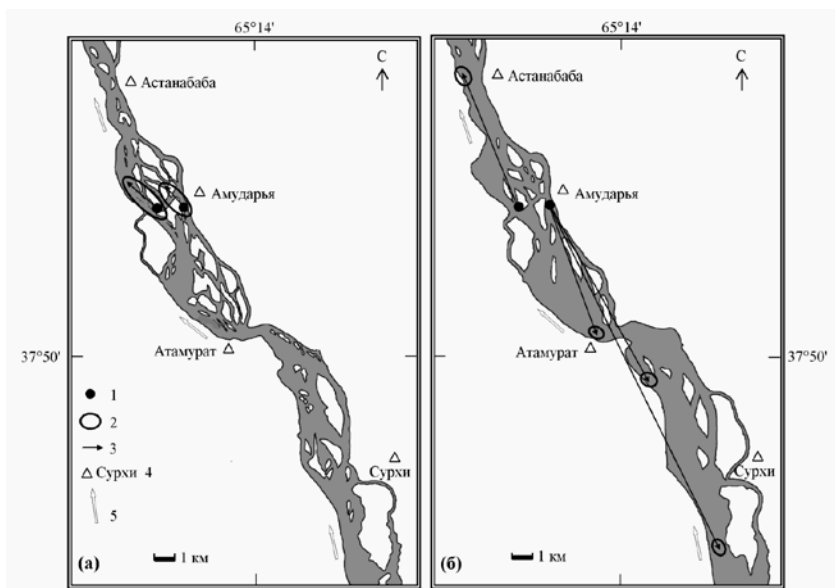 65°14'
65°14'
С
С
Астанабаба
Астанабаба
Амударья
Амударья
Атамурат
Атамурат
37°50'
37°50'
1
2
3
Сурхи 4
5
Сурхи
Сурхи
(а)
1 км
(б)
1 км